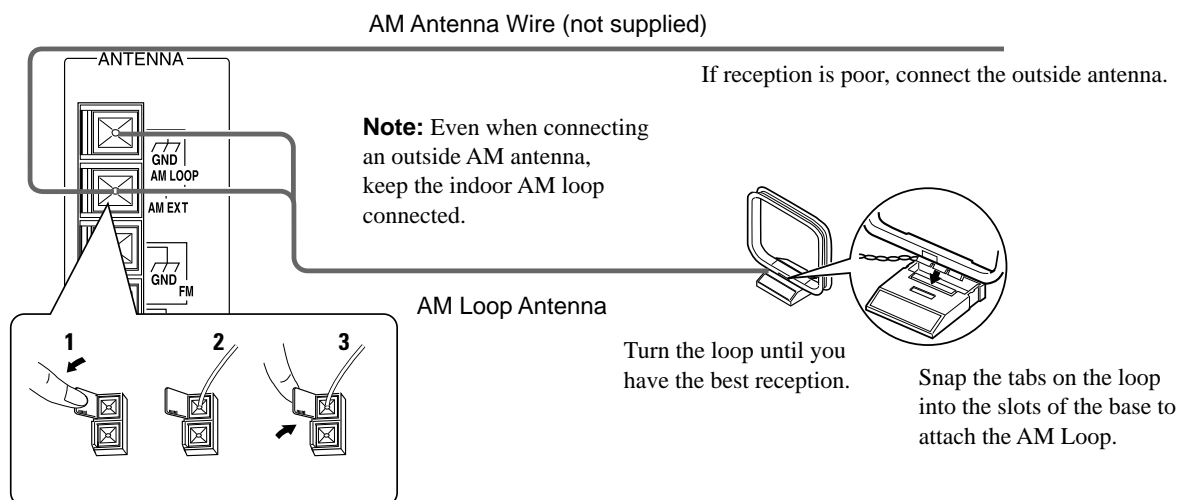 AM Antenna Wire (not supplied)
ANTENNA
If reception is poor, connect the outside antenna.
Note: Even when connecting
an outside AM antenna,
keep the indoor AM loop
connected.
GND
AM LOOP
AM EXT
GND
FM
AM Loop Antenna
1
2
3
Turn the loop until you
have the best reception.
Snap the tabs on the loop
into the slots of the base to
attach the AM Loop.